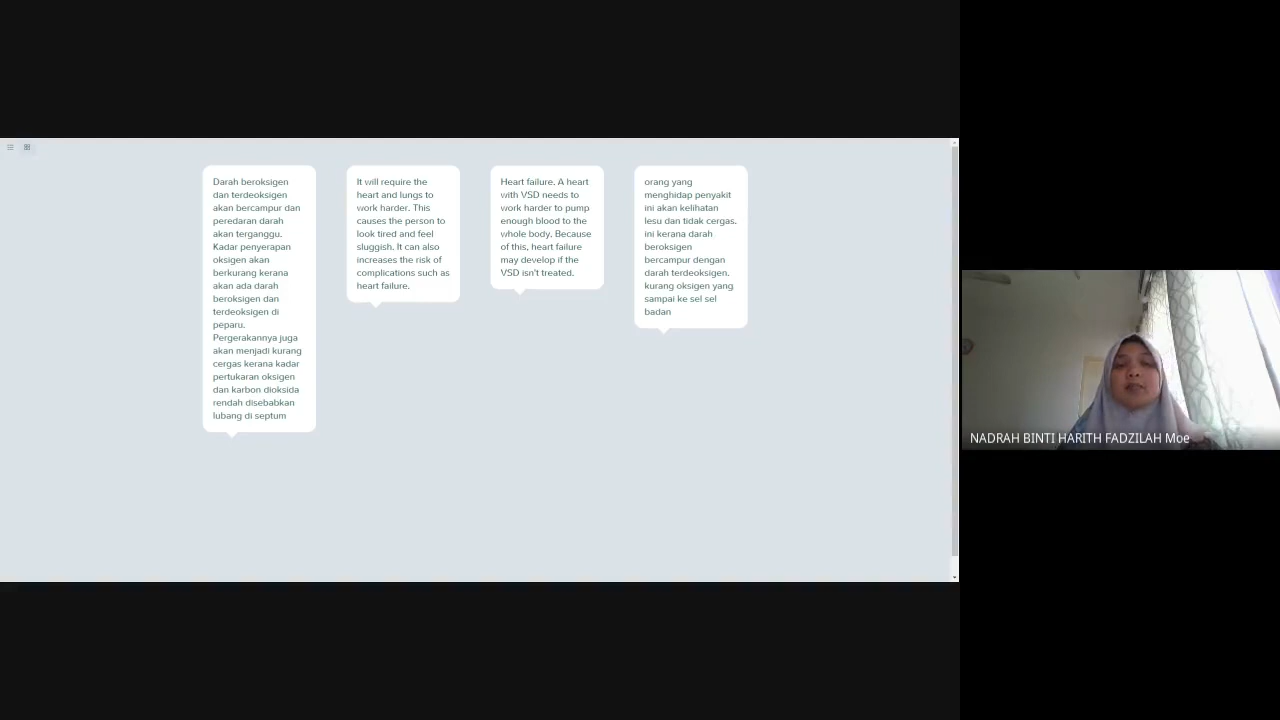 Darah beroksigen
dan terdeoksigen
akan bercampur dan
peredaran darah
akan terganggu.
Kadar penyerapan
oksigen akan
berkurang kerana
akan ada darah
beroksigen dan
terdeoksigen di
peparu.
Pergerakannya juga
akan menjadi kurang
cergas kerana kadar
pertukaran oksigen
dan karbon dioksida
rendah disebabkan
lubang di septum
It will require the
heart and lungs to
work harder. This
causes the person to
look tired and feel
sluggish. It can also
increases the risk of
complications such as
heart failure.
Heart failure. A heart
with VSD needs to
work harder to pump
enough blood to the
whole body. Because
of this, heart failure
may develop if the
VSD isn't treated.
orang yang
menghidap penyakit
ini akan kelihatan
lesu dan tidak cergas.
ini kerana darah
beroksigen
bercampur dengan
darah terdeoksigen.
kurang oksigen yang
sampai ke sel sel
badan
NADRAH BINTI HARITH FADZILAH Moe